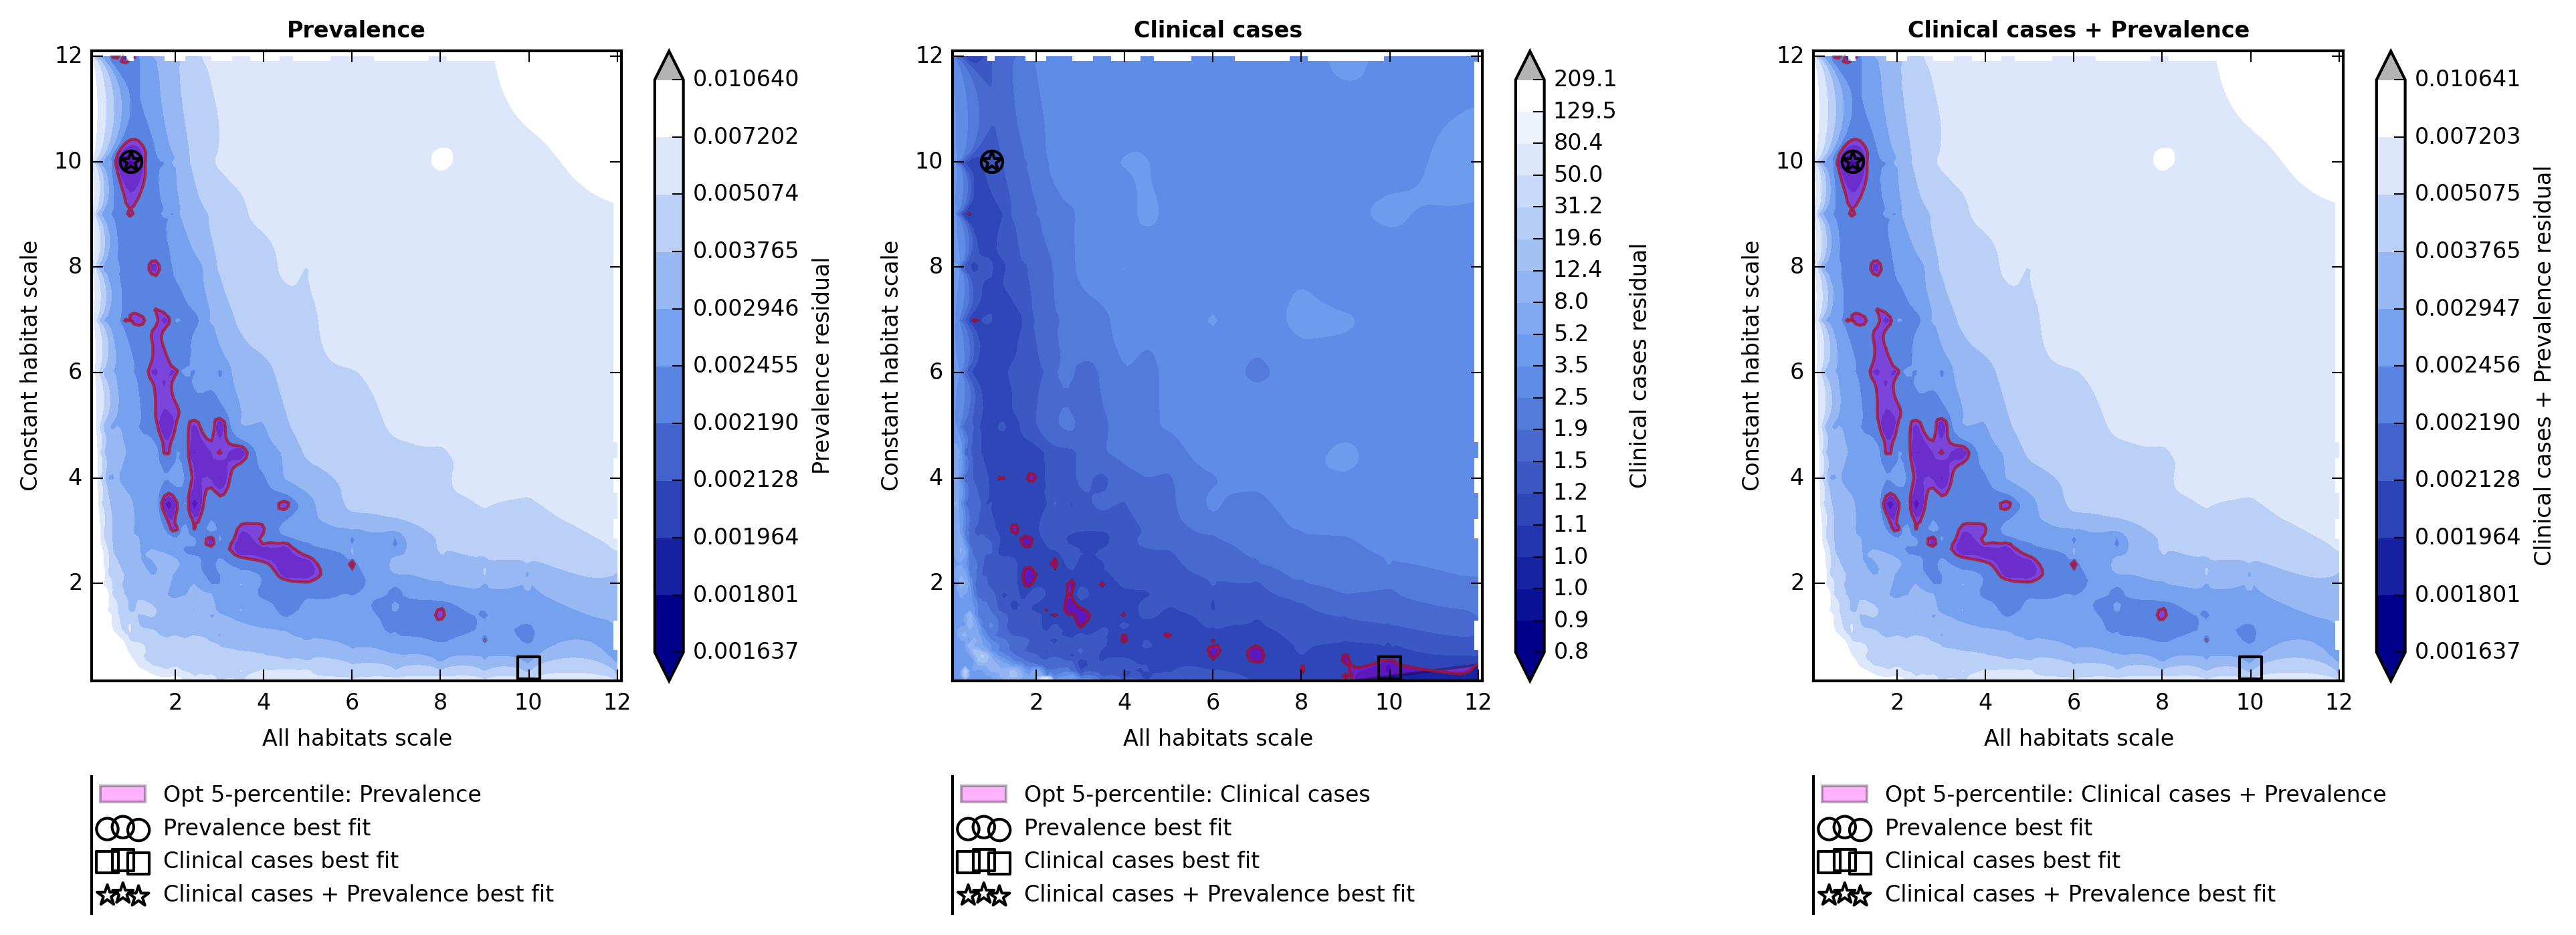 Prevalence
12
10
8
6
4
2
2 4 6 8 10 12
Constant habitat scale
All habitats scale
0.010640
0.007202
0.005074
0.003765
0.002946
0.002455
0.002190
0.002128
0.001964
0.001801
0.001637
Prevalence residual
Opt 5-percentile: Prevalence
Prevalence best fit
Clinical cases best fit
Clinical cases + Prevalence best fit
Clinical cases
12
10
8
6
4
2
2 4 6 8 10 12
Constant habitat scale
All habitats scale
209.1
129.5
80.4
50.0
31.2
19.6
12.4
8.0
5.2
3.5
2.5
1.9
1.5
1.2
1.1
1.0
1.0
0.9
0.8
Clinical cases residual
Opt 5-percentile: Clinical cases
Prevalence best fit
Clinical cases best fit
Clinical cases + Prevalence best fit
Clinical cases + Prevalence
12
10
8
6
4
2
2 4 6 8 10 12
Constant habitat scale
All habitats scale
0.010641
0.007203
0.005075
0.003765
0.002947
0.002456
0.002190
0.002128
0.001964
0.001801
0.001637
Clinical cases + Prevalence residual
Opt 5-percentile: Clinical cases + Prevalence
Prevalence best fit
Clinical cases best fit
Clinical cases + Prevalence best fit